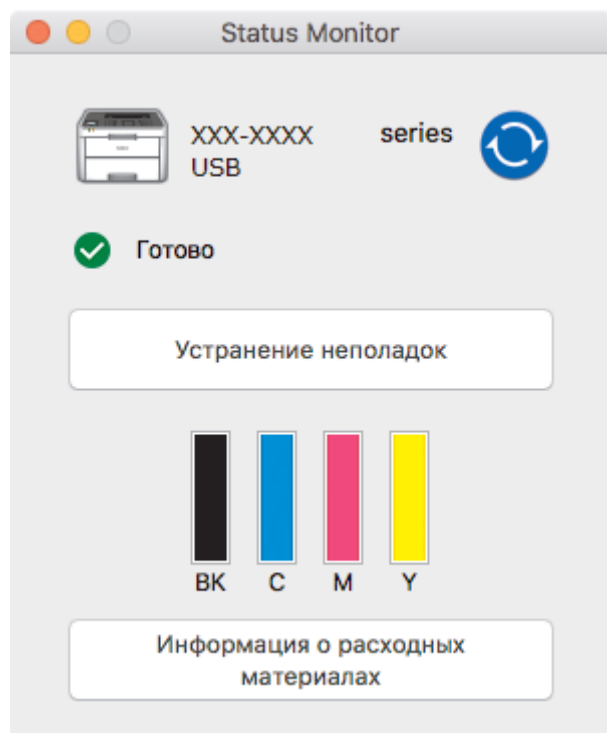 Status Monitor
XXX-XXXX series
USB
Готово
Устранение неполадок
BK C M Y
Информация о расходных
материалах